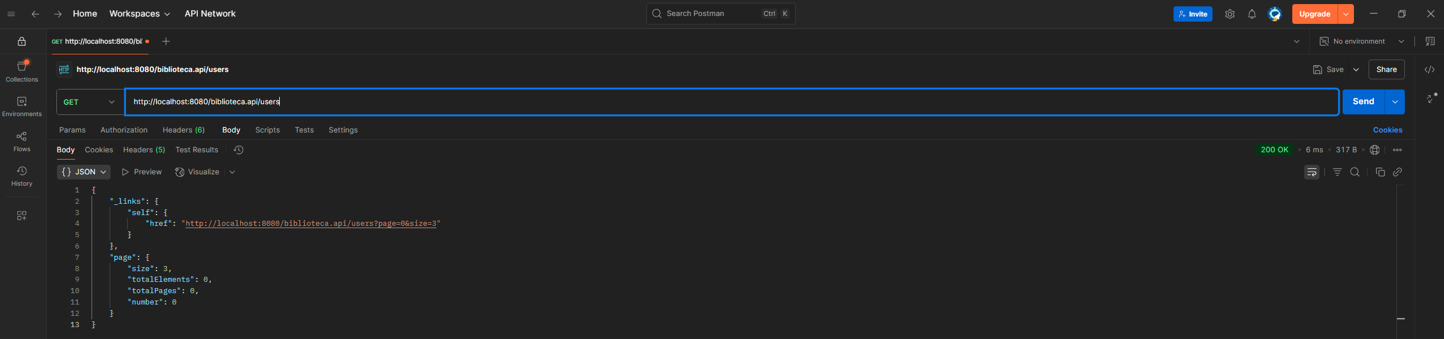 Home Workspaces API Network Search Postman Ctrl K Invite Upgrade
GET http://localhost:8080/bi No environment
Collections
Environments
Flows
History
HTTP http://localhost:8080/biblioteca.api/users Save Share
GET http://localhost:8080/biblioteca.api/users Send
Params Authorization Headers (6) Body Scripts Tests Settings Cookies
Body Cookies Headers (5) Test Results 200 OK • 6 ms • 317 B
{ } JSON Preview Visualize
1 {
2 "_links": {
3 "self": {
4 "href": "http://localhost:8080/biblioteca.api/users?page=0&size=3"
5 }
6 },
7 "page": {
8 "size": 3,
9 "totalElements": 0,
10 "totalPages": 0,
11 "number": 0
12 }
13 }